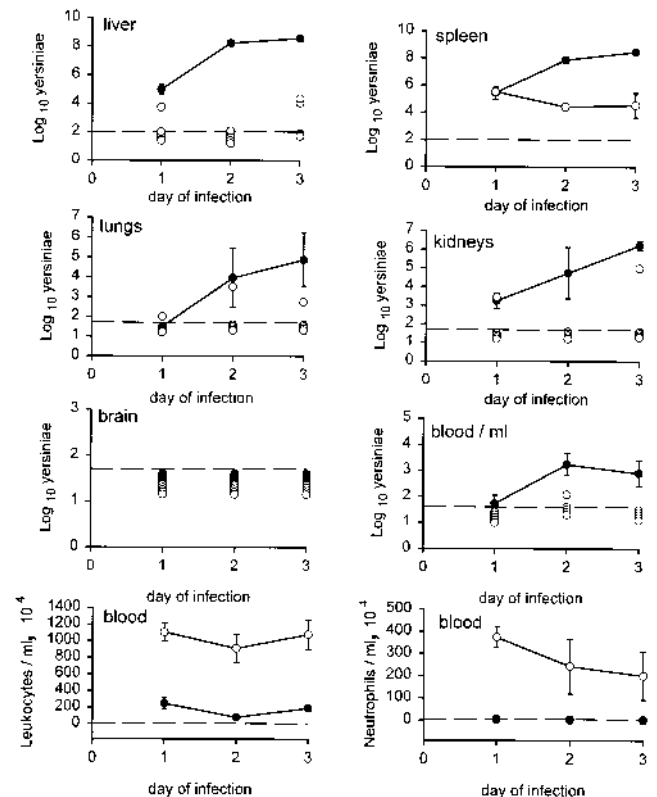 liver
Log 10 yersiniae
10
8
6
4
2
0
0 1 2 3
day of infection
spleen
Log 10 yersiniae
10
8
6
4
2
0
0 1 2 3
day of infection
lungs
Log 10 yersiniae
7
6
5
4
3
2
1
0
0 1 2 3
day of infection
kidneys
Log 10 yersiniae
7
6
5
4
3
2
1
0
0 1 2 3
day of infection
brain
Log 10 yersiniae
3
2
1
0
0 1 2 3
day of infection
blood / ml
Log 10 yersiniae
5
4
3
2
1
0
0 1 2 3
day of infection
blood
Leukocytes / ml, 10⁻⁴
1400
1200
1000
800
600
400
200
0
0 1 2 3
day of infection
blood
Neutrophils / ml, 10⁻⁴
500
400
300
200
100
0
0 1 2 3
day of infection